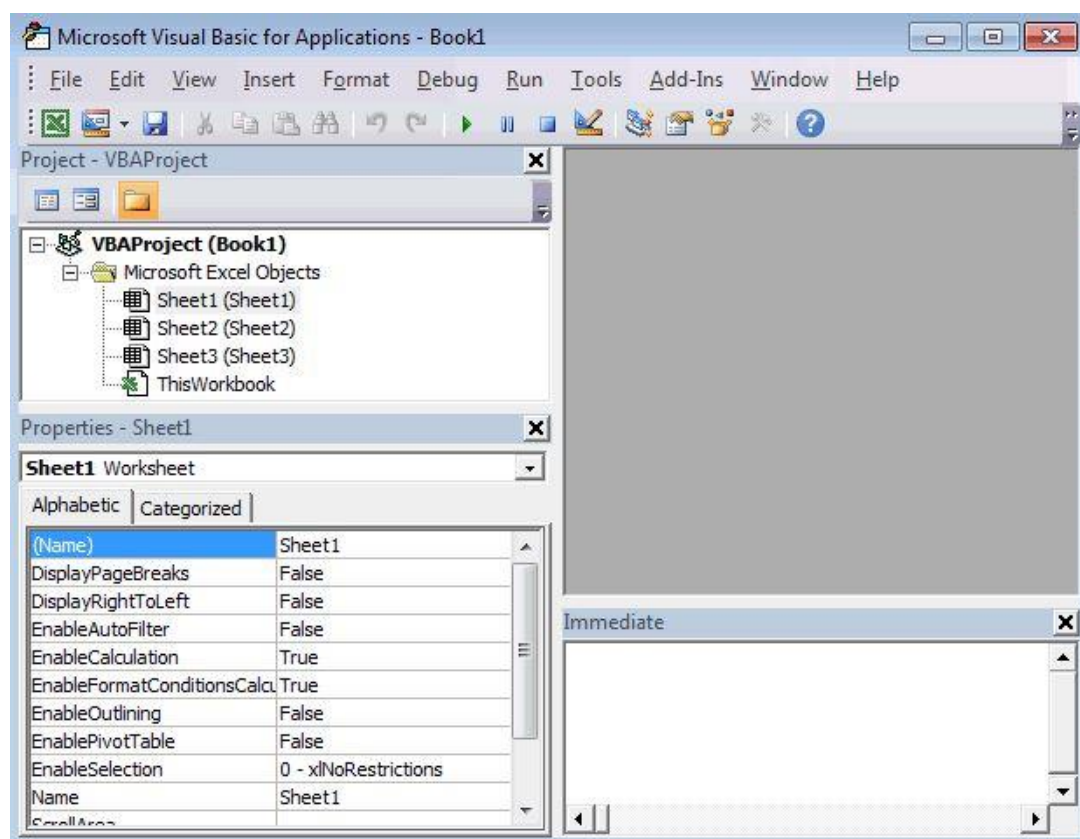 Microsoft Visual Basic for Applications - Book1
File Edit View Insert Format Debug Run Tools Add-Ins Window Help
Project - VBAProject
VBAProject (Book1)
Microsoft Excel Objects
Sheet1 (Sheet1)
Sheet2 (Sheet2)
Sheet3 (Sheet3)
ThisWorkbook
Properties - Sheet1
Sheet1 Worksheet
Alphabetic Categorized
(Name) Sheet1
DisplayPageBreaks False
DisplayRightToLeft False
EnableAutoFilter False
EnableCalculation True
EnableFormatConditionsCalcu True
EnableOutlining False
EnablePivotTable False
EnableSelection 0 - xlNoRestrictions
Name Sheet1
ScrollArea
Immediate